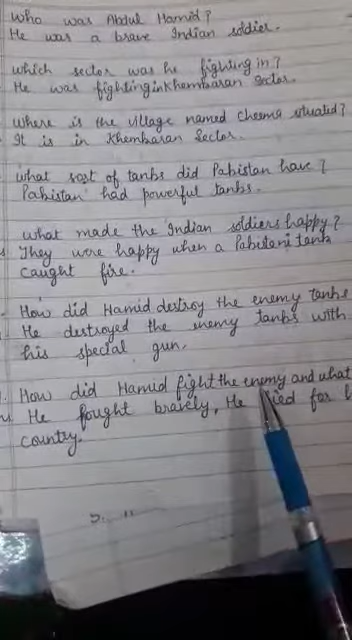 Who was Abdul Hamid?
He was a brave Indian soldier.
which sector was he fighting in?
He was fighting in Khembaran Sector.
Where is the village named cheema situated?
It is in Khembaran Sector.
what sort of tanks did Pakistan have?
Pakistan had powerful tanks.
what made the Indian soldiers happy?
They were happy when a Pakistani tank
caught fire.
How did Hamid destroy the enemy tanks
He destroyed the enemy tanks with
his special gun.
How did Hamid fight the enemy and what
He fought bravely, He died for
country.